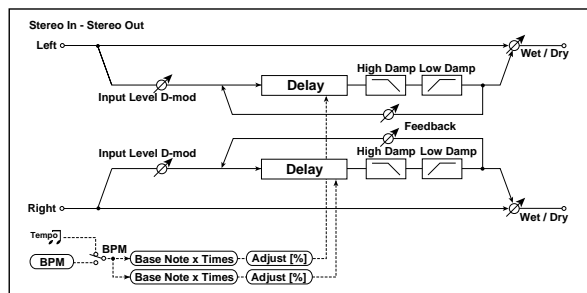 Stereo In - Stereo Out
Left
Wet / Dry
High Damp Low Damp
Delay
Input Level D-mod
Feedback
Input Level D-mod
High Damp Low Damp
Delay
Right
Wet / Dry
Tempo
BPM
BPM
Base Note x Times
Adjust [%]
Base Note x Times
Adjust [%]